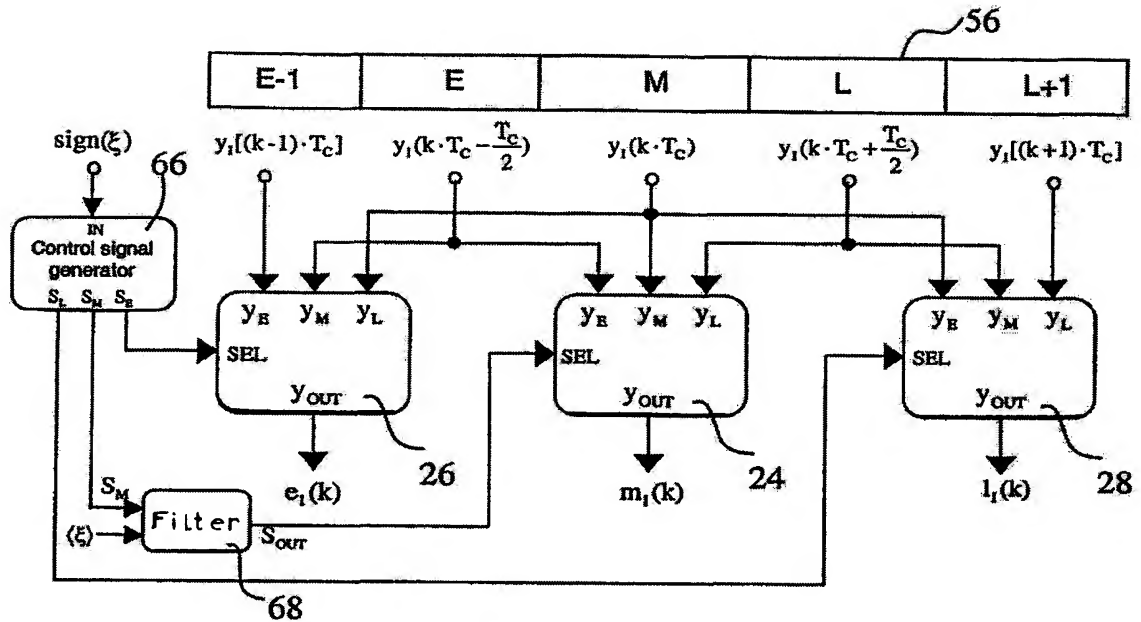 56
E-1 E M L L+1
sign(ξ)
y_I[(k-1)·T_C] y_I(k·T_C-T_C/2) y_I(k·T_C) y_I(k·T_C+T_C/2) y_I[(k+1)·T_C]
66
IN
Control signal
generator
S_L S_M S_E
y_E y_M y_L y_E y_M y_L y_E y_M y_L
SEL SEL SEL
y_OUT y_OUT y_OUT
26 24 28
e_I(k) m_I(k) l_I(k)
S_M
Filter
⟨ξ⟩
S_OUT
68